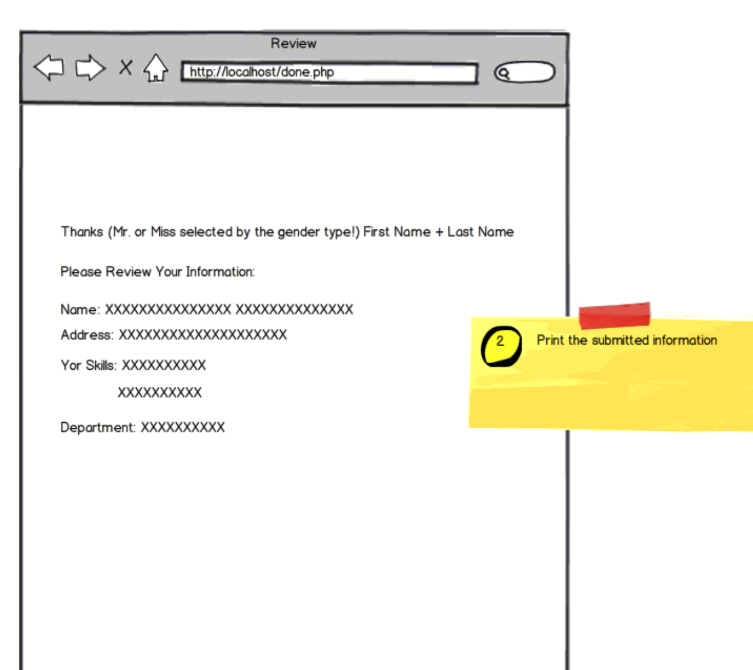 Review
http://localhost/done.php
Thanks (Mr. or Miss selected by the gender type!) First Name + Last Name
Please Review Your Information:
Name: XXXXXXXXXXXXXXX XXXXXXXXXXXXXX
Address: XXXXXXXXXXXXXXXXXXXX
2 Print the submitted information
Yor Skills: XXXXXXXXXX
XXXXXXXXXX
Department: XXXXXXXXXX